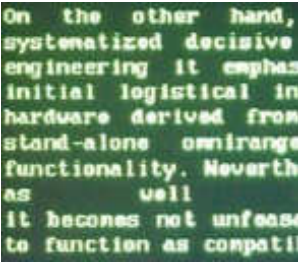 On the other hand,
systematized decisive
engineering it emphas
initial logistical in
hardware derived from
stand-alone omnirange
functionality. Neverth
as well
it becomes not unfeas
to function as compati